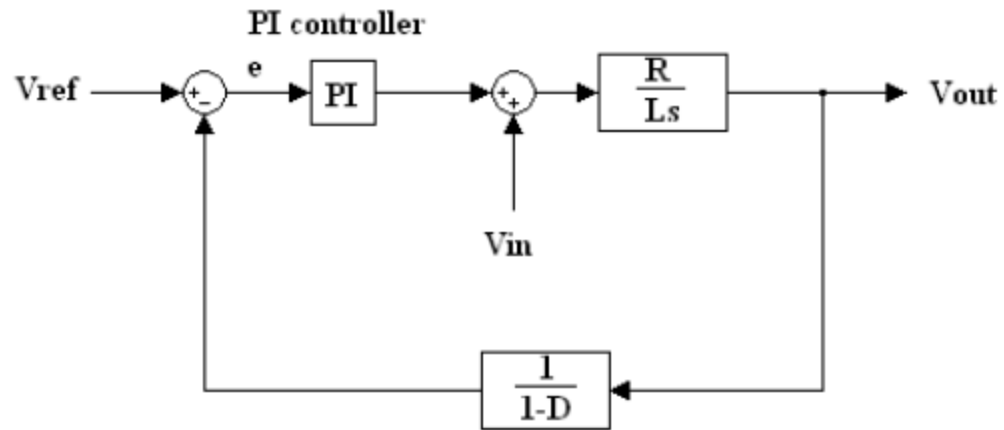 PI controller
Vref
+
-
e
PI
+
+
R
Ls
Vout
Vin
1
1-D